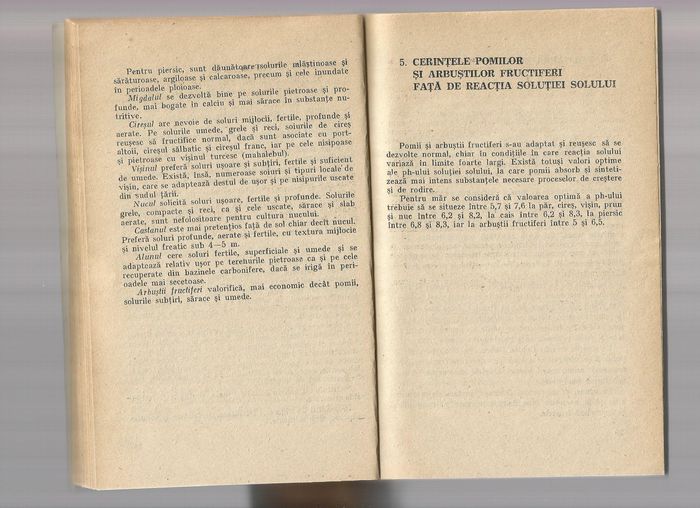 Pentru piersic, sunt dăunătoare solurile mlăștinoase și
sărăturoase, argiloase și calcaroase, precum și cele inundate
în perioadele ploioase.
Migdalul se dezvoltă bine pe solurile pietroase și pro-
funde, mai bogate în calciu și mai sărace în substanțe nu-
tritive.
Cireșul are nevoie de soluri mijlocii, fertile, profunde și
aerate. Pe solurile umede, grele și reci, soiurile de cireș
reușesc să fructifice normal, dacă sunt asociate cu port-
altoii, cireșul sălbatic și cireșul franc, iar pe cele nisipoase
și pietroase cu vișinul turcesc (mahalebul).
Vișinul preferă soluri ușoare și subțiri, fertile și suficient
de umede. Există, însă, numeroase soiuri și tipuri locale de
vișin, care se adaptează destul de ușor și pe nisipurile uscate
din sudul țării.
Nucul solicită soluri ușoare, fertile și profunde. Solurile
grele, compacte și reci, ca și cele uscate, sărace și slab
aerate, sunt nefolositoare pentru cultura nucului.
Castanul este mai pretențios față de sol chiar decît nucul.
Preferă soluri profunde, aerate și fertile, cu textura mijlocie
și nivelul freatic sub 4—5 m.
Alunul cere soluri fertile, superficiale și umede și se
adaptează relativ ușor pe terenurile pietroase ca și pe cele
recuperate din bazinele carbonifere, dacă se irigă în peri-
oadele mai secetoase.
Arbuștii fructiferi valorifică, mai economic decât pomii,
solurile subțiri, sărace și umede.
5. CERINȚELE POMILOR
ȘI ARBUȘTILOR FRUCTIFERI
FAȚĂ DE REACȚIA SOLUȚIEI SOLULUI
Pomii și arbuștii fructiferi s-au adaptat și reușesc să se
dezvolte normal, chiar în condițiile în care reacția solului
variază în limite foarte largi. Există totuși valori optime
ale ph-ului soluției solului, la care pomii absorb și sinteti-
zează mai intens substanțele necesare proceselor de creștere
și de rodire.
Pentru măr se consideră că valoarea optimă a ph-ului
trebuie să se situeze între 5,7 și 7,6 la păr, cireș, vișin, prun
și nuc între 6,2 și 8,2, la cais între 6,2 și 8,3, la piersic
între 6,8 și 8,3, iar la arbuștii fructiferi între 5 și 6,5.